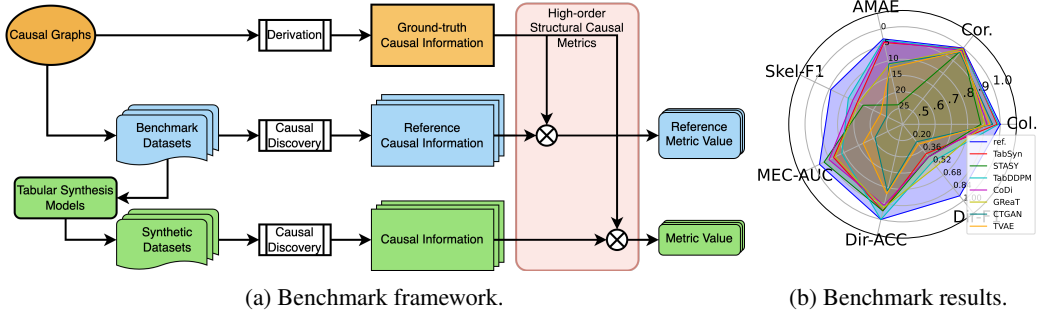 Causal Graphs
Derivation
Ground-truth
Causal Information
High-order
Structural Causal
Metrics
Benchmark
Datasets
Causal
Discovery
Reference
Causal Information
Reference
Metric Value
Tabular Synthesis
Models
Synthetic
Datasets
Causal
Discovery
Causal Information
Metric Value
(a) Benchmark framework.
AMAE
Cor.
Col.
Skel-F1
MEC-AUC
Dir-ACC
0
5
10
15
20
25
.5
.6
.7
.8
.9
1.0
0.20
0.36
0.52
0.68
ref.
TabSyn
STASY
TabDDPM
CoDi
GReaT
CTGAN
TVAE
(b) Benchmark results.